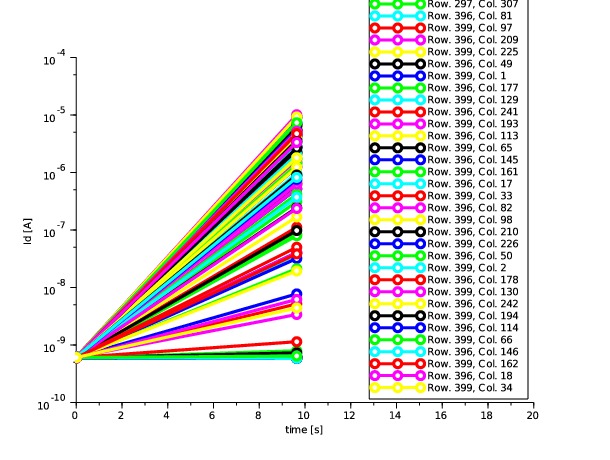 Row. 297, Col. 307
Row. 396, Col. 81
Row. 396, Col. 97
Row. 396, Col. 209
Row. 399, Col. 225
Row. 396, Col. 49
Row. 399, Col. 1
Row. 396, Col. 177
Row. 399, Col. 129
Row. 396, Col. 241
Row. 399, Col. 193
Row. 396, Col. 113
Row. 399, Col. 65
Row. 396, Col. 145
Row. 399, Col. 161
Row. 396, Col. 17
Row. 399, Col. 33
Row. 396, Col. 82
Row. 399, Col. 98
Row. 396, Col. 210
Row. 399, Col. 226
Row. 396, Col. 50
Row. 399, Col. 2
Row. 396, Col. 178
Row. 399, Col. 130
Row. 396, Col. 242
Row. 399, Col. 194
Row. 396, Col. 114
Row. 399, Col. 66
Row. 396, Col. 146
Row. 399, Col. 162
Row. 396, Col. 18
Row. 399, Col. 34
10⁻⁴
10⁻⁵
10⁻⁶
10⁻⁷
10⁻⁸
10⁻⁹
10⁻¹⁰
Id [A]
0 2 4 6 8 10 12 14 16 18 20
time [s]